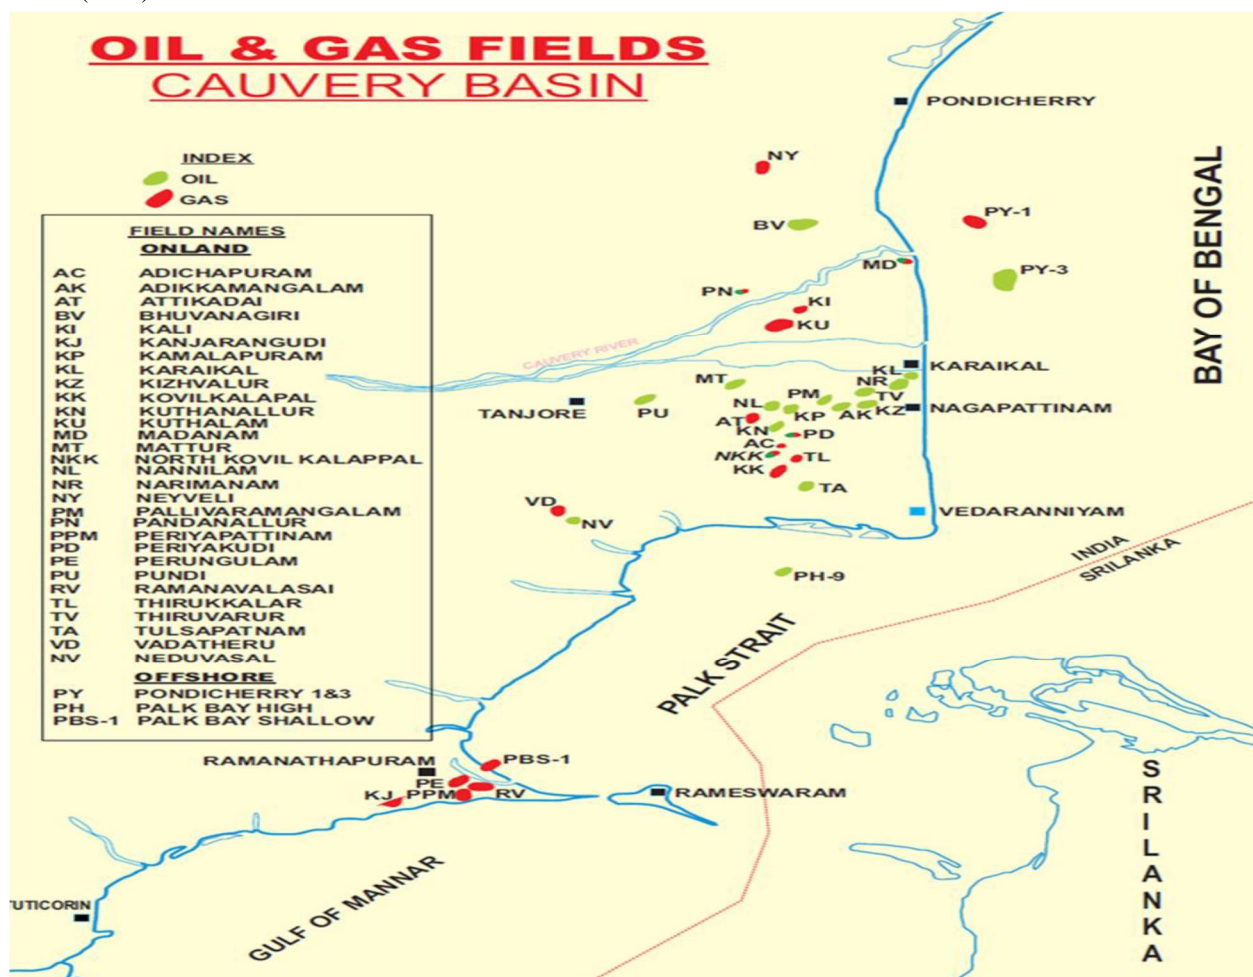 OIL & GAS FIELDS
CAUVERY BASIN
INDEX
OIL
GAS
FIELD NAMES
ONLAND
AC ADICHAPURAM
AK ADIKKAMANGALAM
AT ATTIKADAI
BV BHUVANAGIRI
KI KALI
KJ KANJARANGUDI
KP KAMALAPURAM
KL KARAIKAL
KZ KIZHVALUR
KK KOVILKALAPAL
KN KUTHANALLUR
KU KUTHALAM
MD MADANAM
MT MATTUR
NKK NORTH KOVIL KALAPPAL
NL NANNILAM
NR NARIMANAM
NY NEYVELI
PM PALLIVARAMANGALAM
PN PANDANALLUR
PPM PERIYAPATTINAM
PD PERIYAKUDI
PE PERUNGULAM
PU PUNDI
RV RAMANAVALASAI
TL THIRUKKALAR
TV THIRUVARUR
TA TULSAPATNAM
VD VADATHERU
NV NEDUVASAL
OFFSHORE
PY PONDICHERRY 1&3
PH PALK BAY HIGH
PBS-1 PALK BAY SHALLOW
PONDICHERRY
NY
PY-1
BV
MD
PY-3
PN
KI
KU
BAY OF BENGAL
CAUVERY RIVER
KL
KARAIKAL
MT
NR
PM
TV
TANJORE
PU
NL
KP
AK
KZ
NAGAPATTINAM
AT
KN
PD
AC
NKK
TL
KK
TA
VD
NV
VEDARANNIYAM
INDIA
SRILANKA
PH-9
PALK STRAIT
RAMANATHAPURAM
PBS-1
PE
KJ
PPM
RV
RAMESWARAM
SRILANKA
GULF OF MANNAR
TUTICORIN